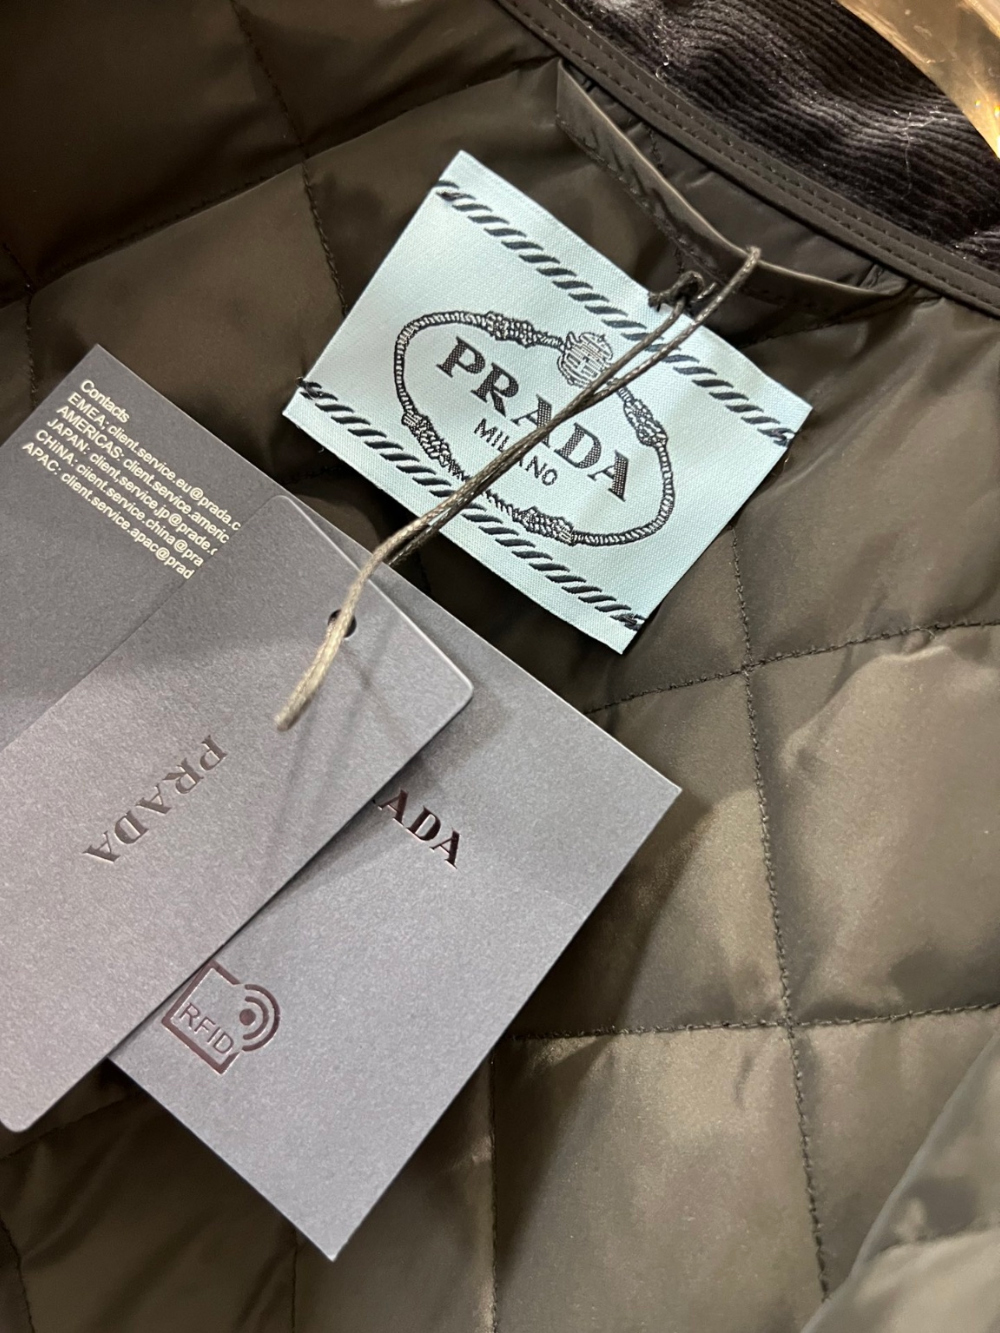 PRADA
MILANO
Contacts
EMEA: client.service.eu@prada.c
AMERICAS: client.service.americ
JAPAN: client.service.jp@prada.c
CHINA: client.service.china@pra
APAC: client.service.apac@prad
PRADA
RADA
RFID